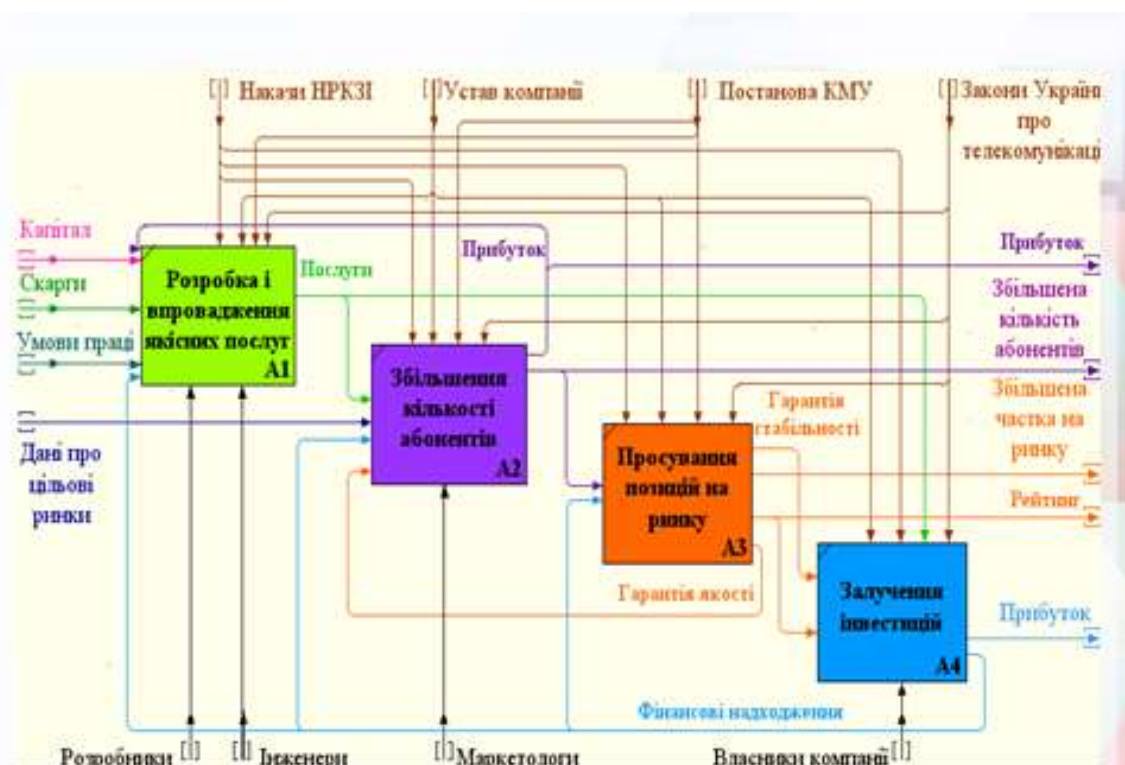 Накази НРКЗІ
Устав компанії
Постанова КМУ
Закони Україні
про
телекомунікаці
Капітал
Скарги
Умови праці
Дані про
цільові
ринки
Розробка і
впровадження
якісних послуг
A1
Послуги
Прибуток
Збільшення
кількості
абонентів
A2
Гарантія
стабільності
Просування
позицій на
ринку
A3
Гарантія якості
Залучення
інвестицій
A4
Прибуток
Збільшена
кількість
абонентів
Збільшена
частка на
ринку
Рейтинг
Прибуток
Фінансові надходження
Розробники
Інженери
Маркетологи
Власники компанії